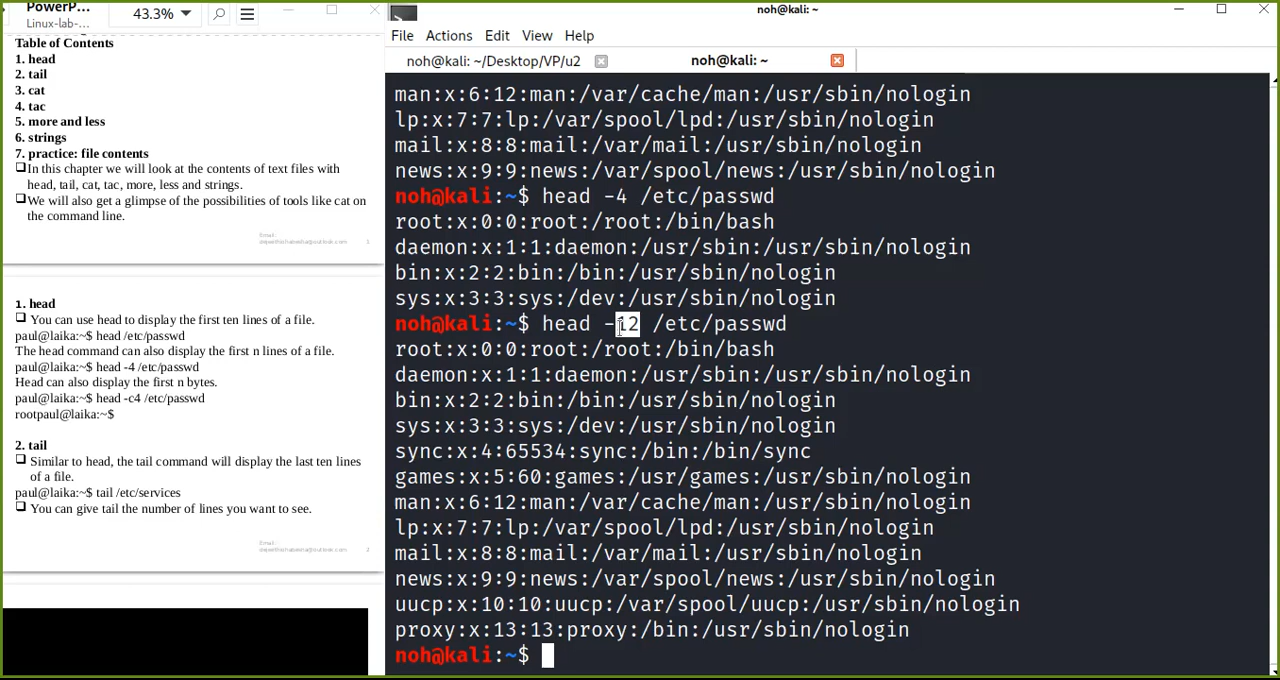 PowerP...
Linux-lab-...
43.3%
Table of Contents
1. head
2. tail
3. cat
4. tac
5. more and less
6. strings
7. practice: file contents
In this chapter we will look at the contents of text files with
head, tail, cat, tac, more, less and strings.
We will also get a glimpse of the possibilities of tools like cat on
the command line.
Email:
1
1. head
You can use head to display the first ten lines of a file.
paul@laika:~$ head /etc/passwd
The head command can also display the first n lines of a file.
paul@laika:~$ head -4 /etc/passwd
Head can also display the first n bytes.
paul@laika:~$ head -c4 /etc/passwd
rootpaul@laika:~$
2. tail
Similar to head, the tail command will display the last ten lines
of a file.
paul@laika:~$ tail /etc/services
You can give tail the number of lines you want to see.
Email:
2
noh@kali: ~
File Actions Edit View Help
noh@kali: ~/Desktop/VP/u2
noh@kali: ~
man:x:6:12:man:/var/cache/man:/usr/sbin/nologin
lp:x:7:7:lp:/var/spool/lpd:/usr/sbin/nologin
mail:x:8:8:mail:/var/mail:/usr/sbin/nologin
news:x:9:9:news:/var/spool/news:/usr/sbin/nologin
noh@kali:~$ head -4 /etc/passwd
root:x:0:0:root:/root:/bin/bash
daemon:x:1:1:daemon:/usr/sbin:/usr/sbin/nologin
bin:x:2:2:bin:/bin:/usr/sbin/nologin
sys:x:3:3:sys:/dev:/usr/sbin/nologin
noh@kali:~$ head -12 /etc/passwd
root:x:0:0:root:/root:/bin/bash
daemon:x:1:1:daemon:/usr/sbin:/usr/sbin/nologin
bin:x:2:2:bin:/bin:/usr/sbin/nologin
sys:x:3:3:sys:/dev:/usr/sbin/nologin
sync:x:4:65534:sync:/bin:/bin/sync
games:x:5:60:games:/usr/games:/usr/sbin/nologin
man:x:6:12:man:/var/cache/man:/usr/sbin/nologin
lp:x:7:7:lp:/var/spool/lpd:/usr/sbin/nologin
mail:x:8:8:mail:/var/mail:/usr/sbin/nologin
news:x:9:9:news:/var/spool/news:/usr/sbin/nologin
uucp:x:10:10:uucp:/var/spool/uucp:/usr/sbin/nologin
proxy:x:13:13:proxy:/bin:/usr/sbin/nologin
noh@kali:~$